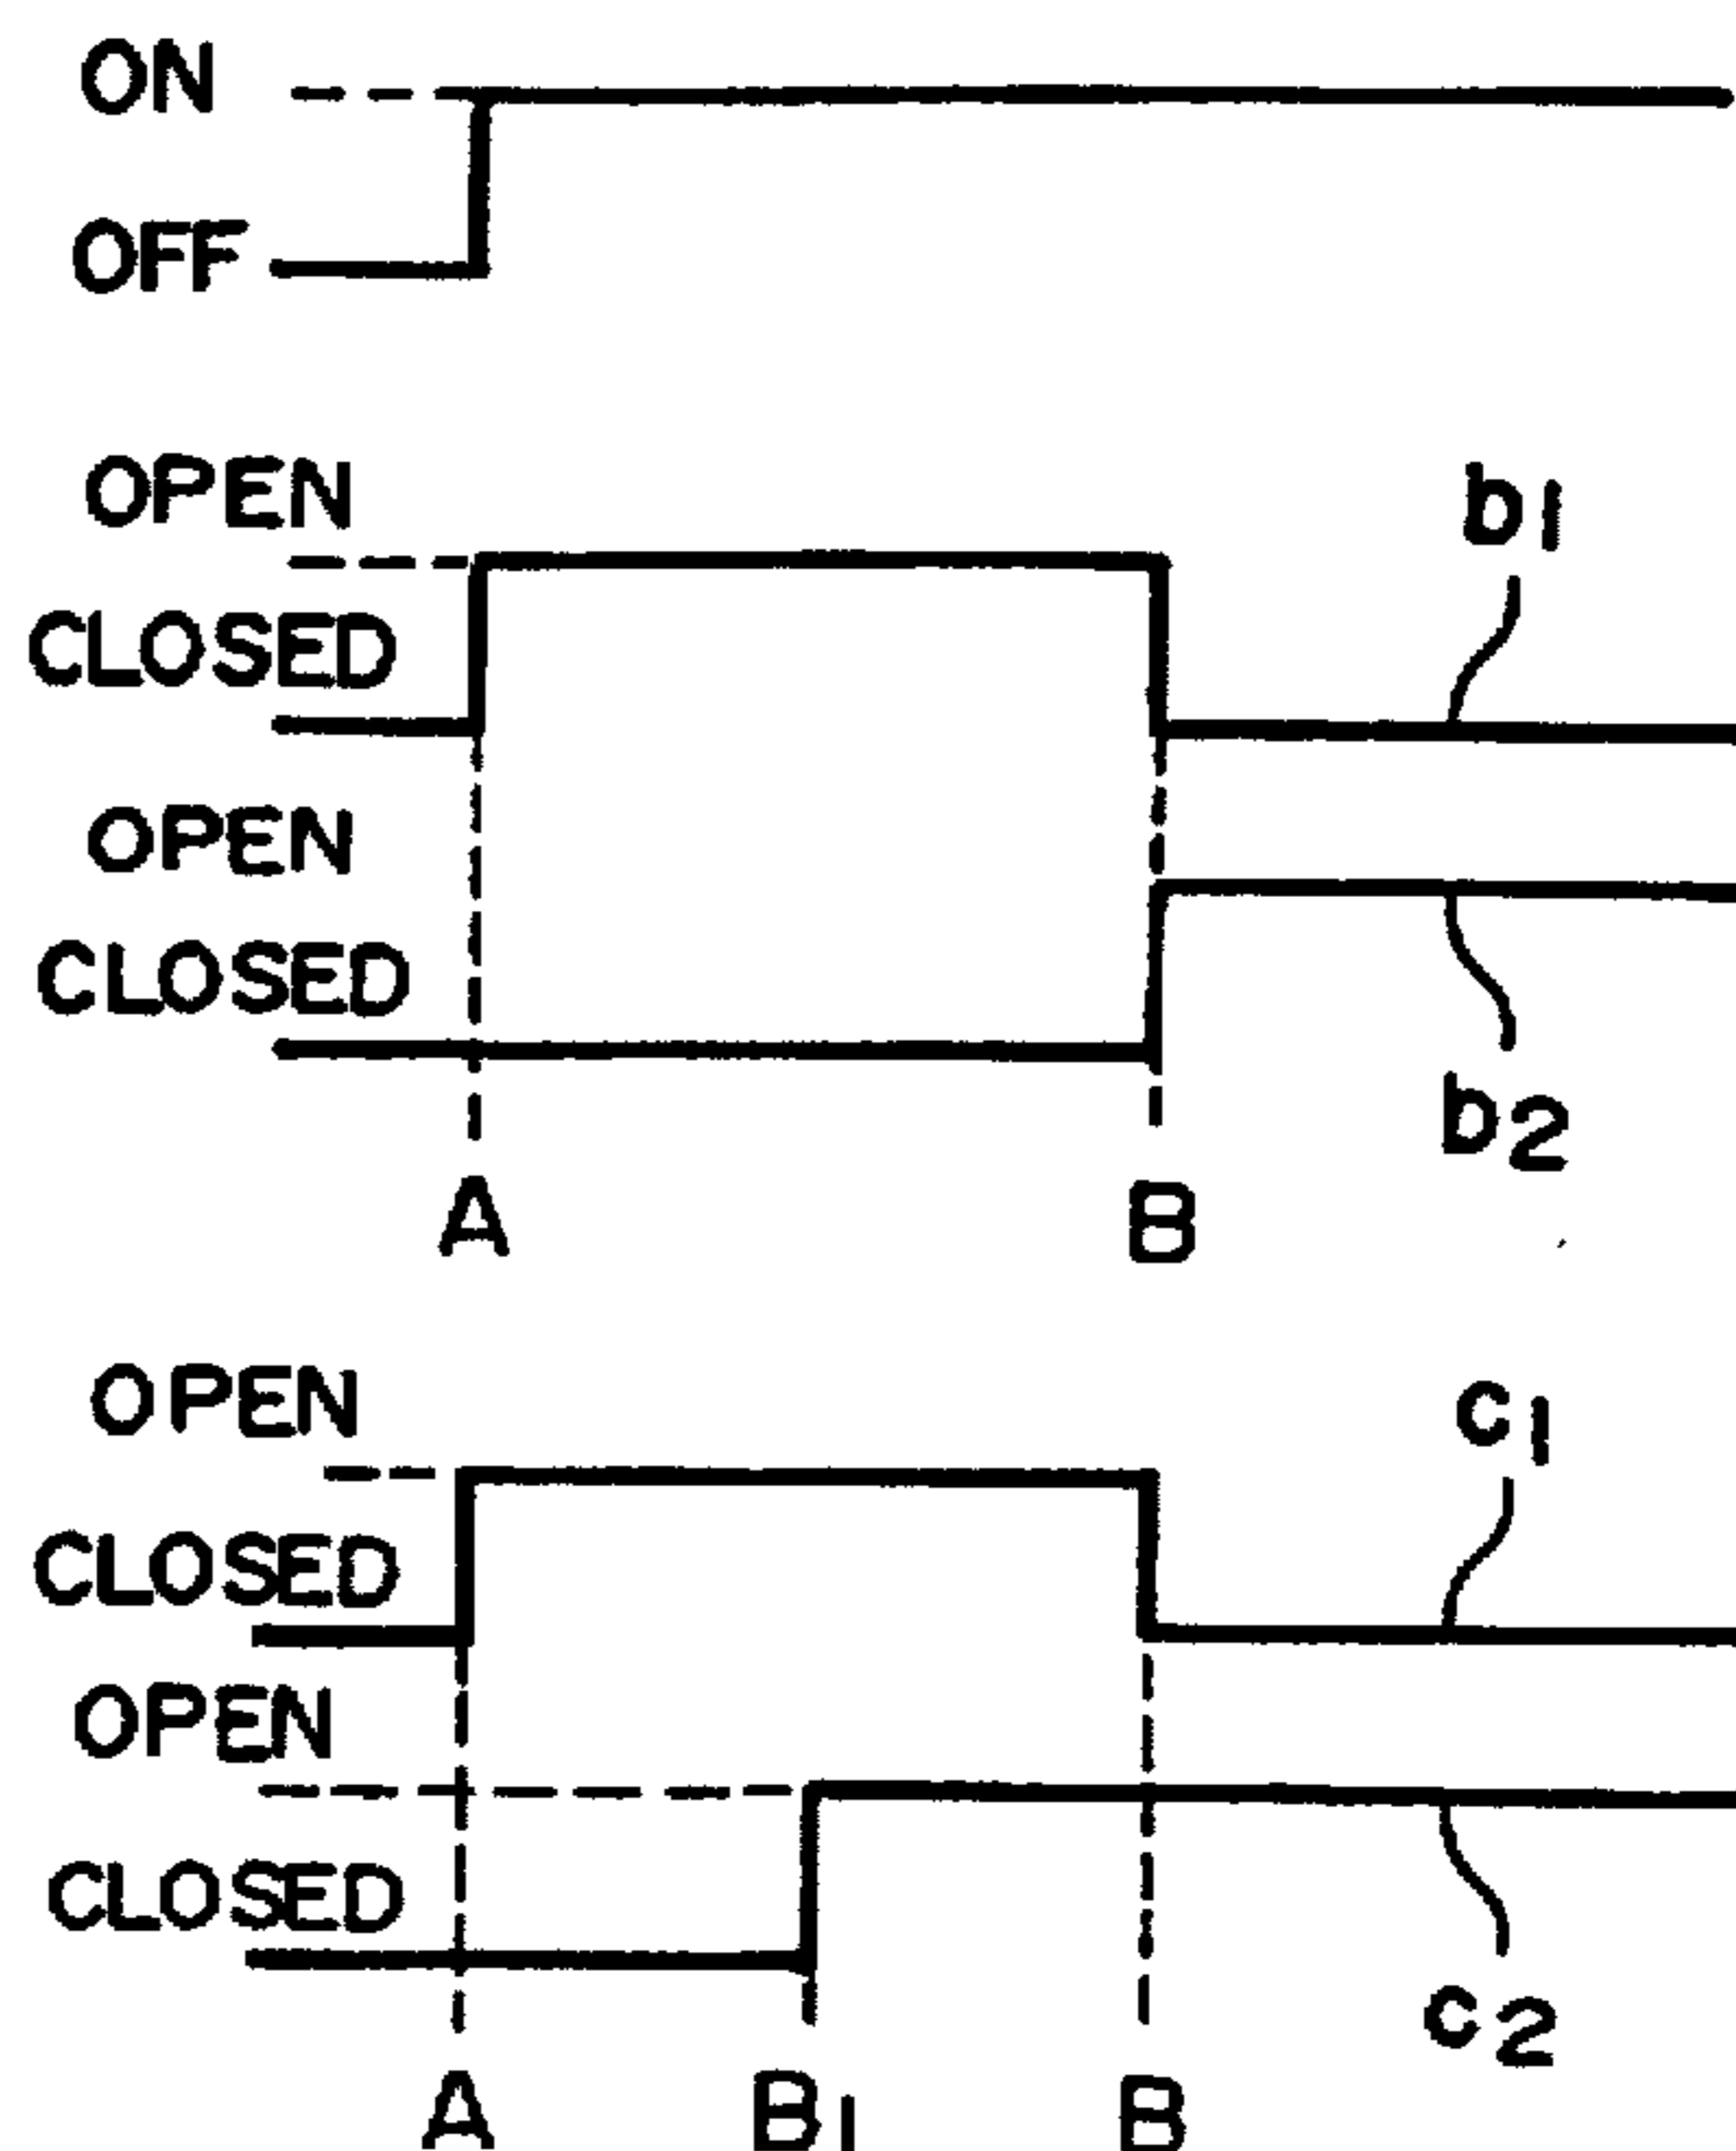 ON
OFF
OPEN
b1
CLOSED
OPEN
CLOSED
b2
A B
OPEN
c1
CLOSED
OPEN
CLOSED
c2
A B1 B